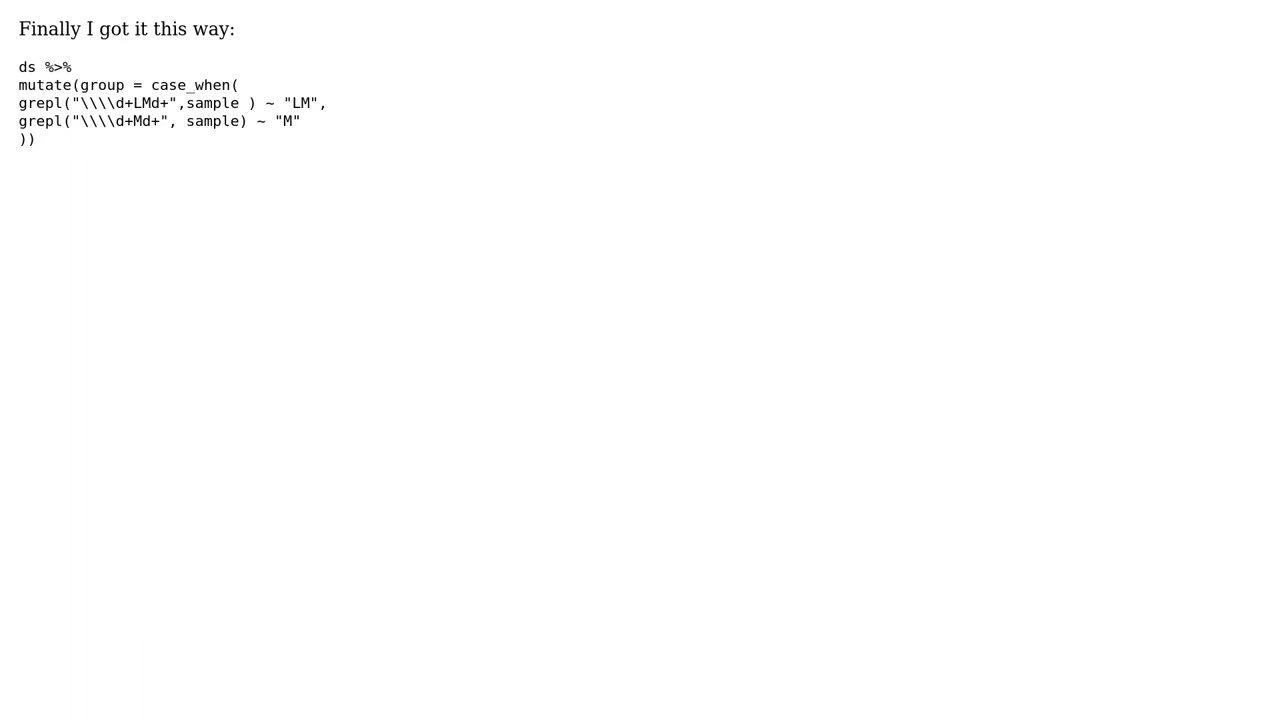 Finally I got it this way:
ds %>%
mutate(group = case_when(
grepl("\\\\d+LMd+",sample ) ~ "LM",
grepl("\\\\d+Md+", sample) ~ "M"
))